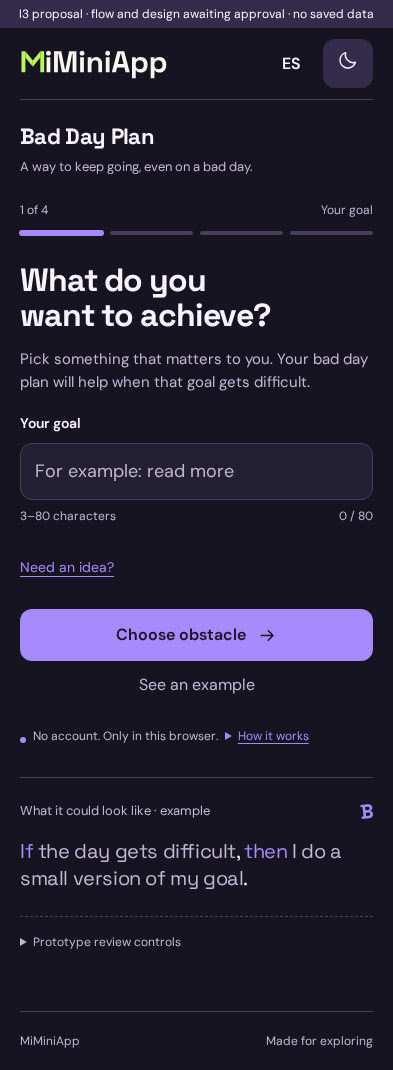 I3 proposal · flow and design awaiting approval · no saved data
MiMiniApp
ES
Bad Day Plan
A way to keep going, even on a bad day.
1 of 4
Your goal
What do you
want to achieve?
Pick something that matters to you. Your bad day
plan will help when that goal gets difficult.
Your goal
For example: read more
3–80 characters
0 / 80
Need an idea?
Choose obstacle →
See an example
No account. Only in this browser. ▶ How it works
What it could look like · example
B
If the day gets difficult, then I do a
small version of my goal.
▶ Prototype review controls
MiMiniApp
Made for exploring